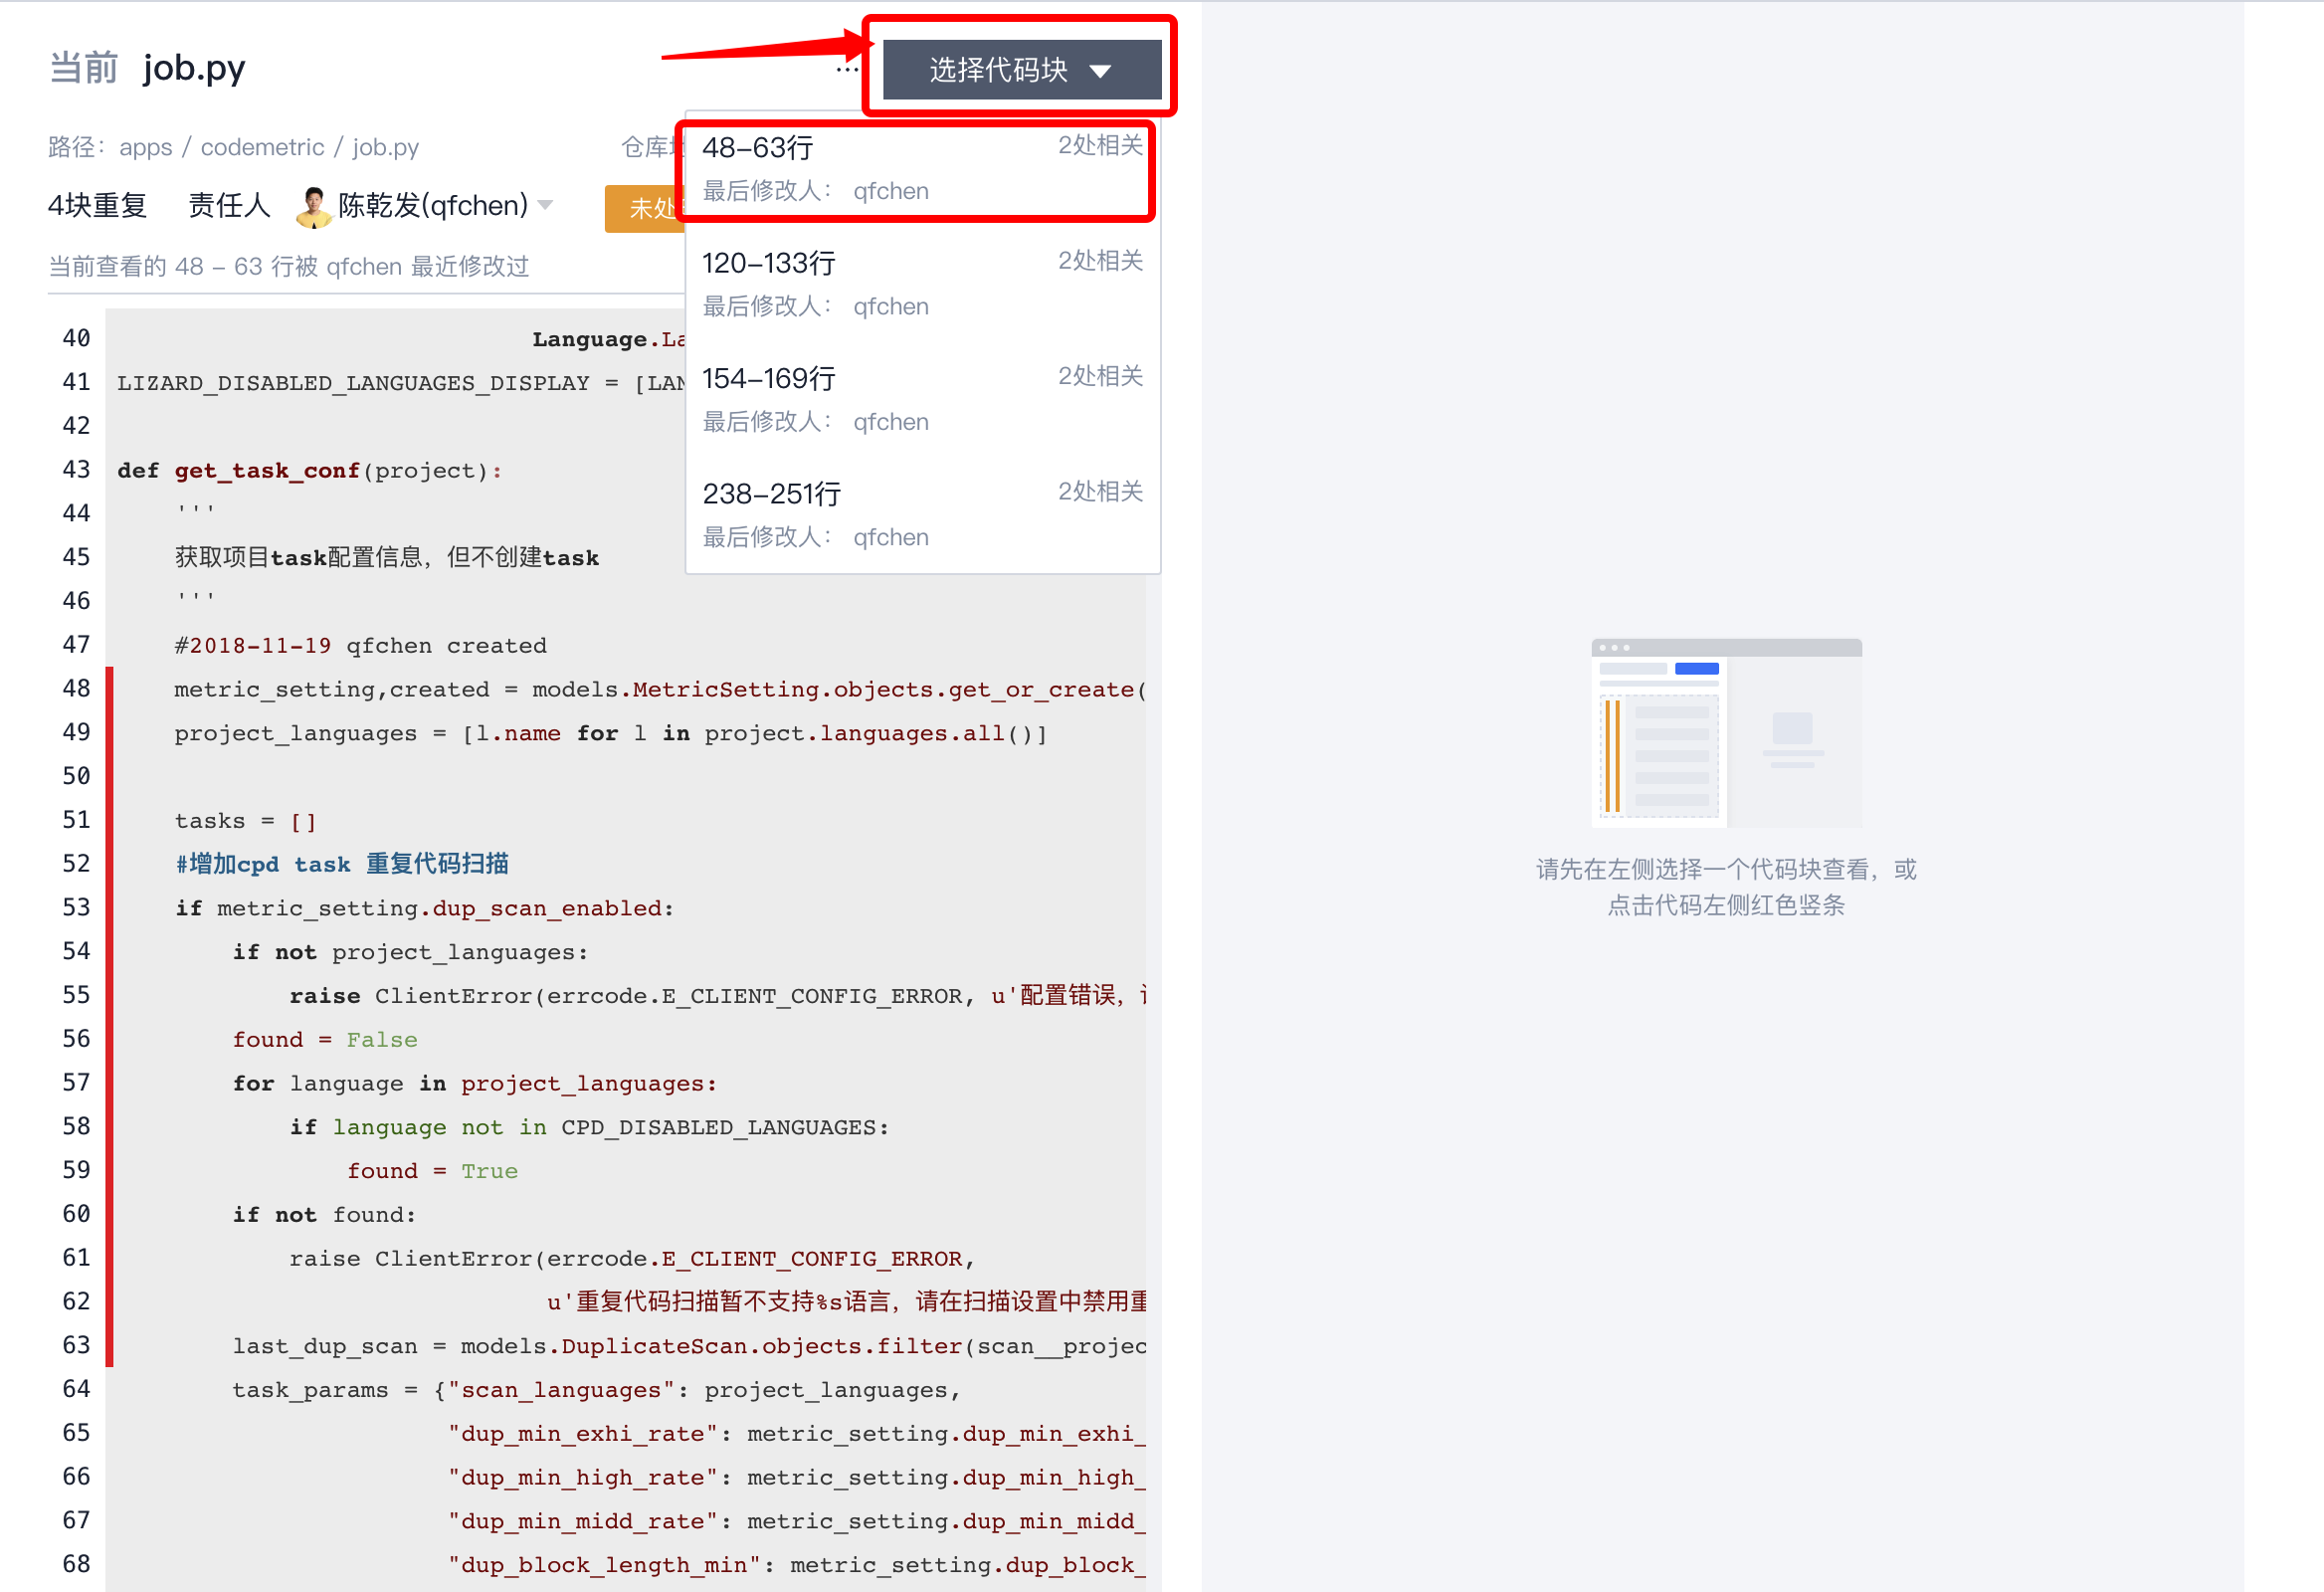 当前 job.py
... 选择代码块
路径：apps / codemetric / job.py 仓库
4块重复 责任人 陈乾发(qfchen) 未处
当前查看的 48 – 63 行被 qfchen 最近修改过
48–63行 2处相关
最后修改人： qfchen
120–133行 2处相关
最后修改人： qfchen
154–169行 2处相关
最后修改人： qfchen
238–251行 2处相关
最后修改人： qfchen
40 Language.La
41 LIZARD_DISABLED_LANGUAGES_DISPLAY = [LAN
42
43 def get_task_conf(project):
44 '''
45 获取项目task配置信息，但不创建task
46 '''
47 #2018-11-19 qfchen created
48 metric_setting,created = models.MetricSetting.objects.get_or_create(
49 project_languages = [l.name for l in project.languages.all()]
50
51 tasks = []
52 #增加cpd task 重复代码扫描
53 if metric_setting.dup_scan_enabled:
54 if not project_languages:
55 raise ClientError(errcode.E_CLIENT_CONFIG_ERROR, u'配置错误，
56 found = False
57 for language in project_languages:
58 if language not in CPD_DISABLED_LANGUAGES:
59 found = True
60 if not found:
61 raise ClientError(errcode.E_CLIENT_CONFIG_ERROR,
62 u'重复代码扫描暂不支持%s语言，请在扫描设置中禁用重
63 last_dup_scan = models.DuplicateScan.objects.filter(scan__projec
64 task_params = {"scan_languages": project_languages,
65 "dup_min_exhi_rate": metric_setting.dup_min_exhi_
66 "dup_min_high_rate": metric_setting.dup_min_high_
67 "dup_min_midd_rate": metric_setting.dup_min_midd_
68 "dup_block_length_min": metric_setting.dup_block_
请先在左侧选择一个代码块查看，或
点击代码左侧红色竖条